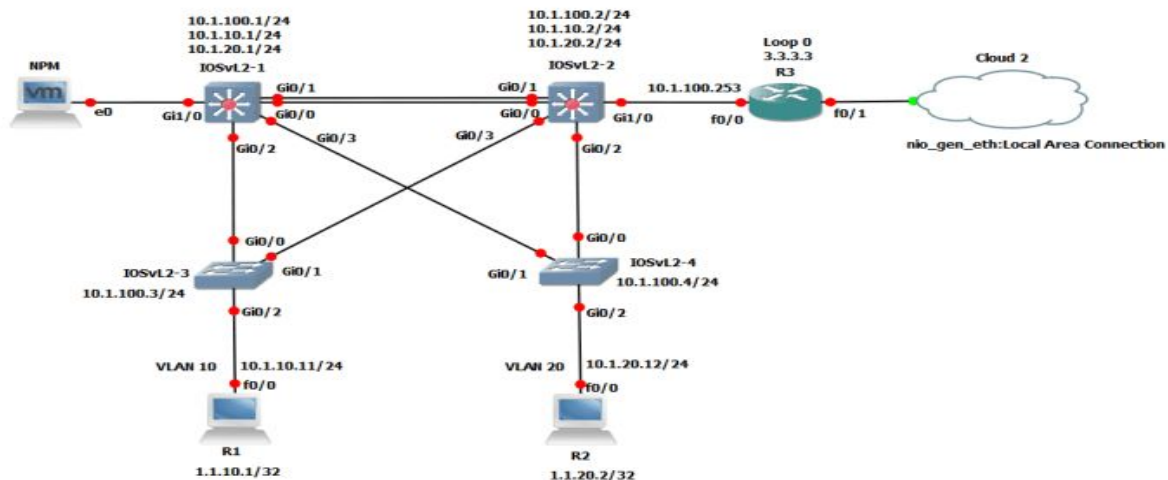 10.1.100.1/24
10.1.10.1/24
10.1.20.1/24
IOSvL2-1
10.1.100.2/24
10.1.10.2/24
10.1.20.2/24
IOSvL2-2
Loop 0
3.3.3.3
R3
Cloud 2
NPM
vm
e0
Gi1/0
Gi0/1
Gi0/0
Gi0/1
Gi0/0
10.1.100.253
Gi1/0
f0/0
f0/1
Gi0/2
Gi0/3
Gi0/3
Gi0/2
nio_gen_eth:Local Area Connection
Gi0/0
Gi0/0
IOSvL2-3
Gi0/1
10.1.100.3/24
Gi0/1
IOSvL2-4
10.1.100.4/24
Gi0/2
Gi0/2
VLAN 10
10.1.10.11/24
f0/0
VLAN 20
10.1.20.12/24
f0/0
R1
1.1.10.1/32
R2
1.1.20.2/32